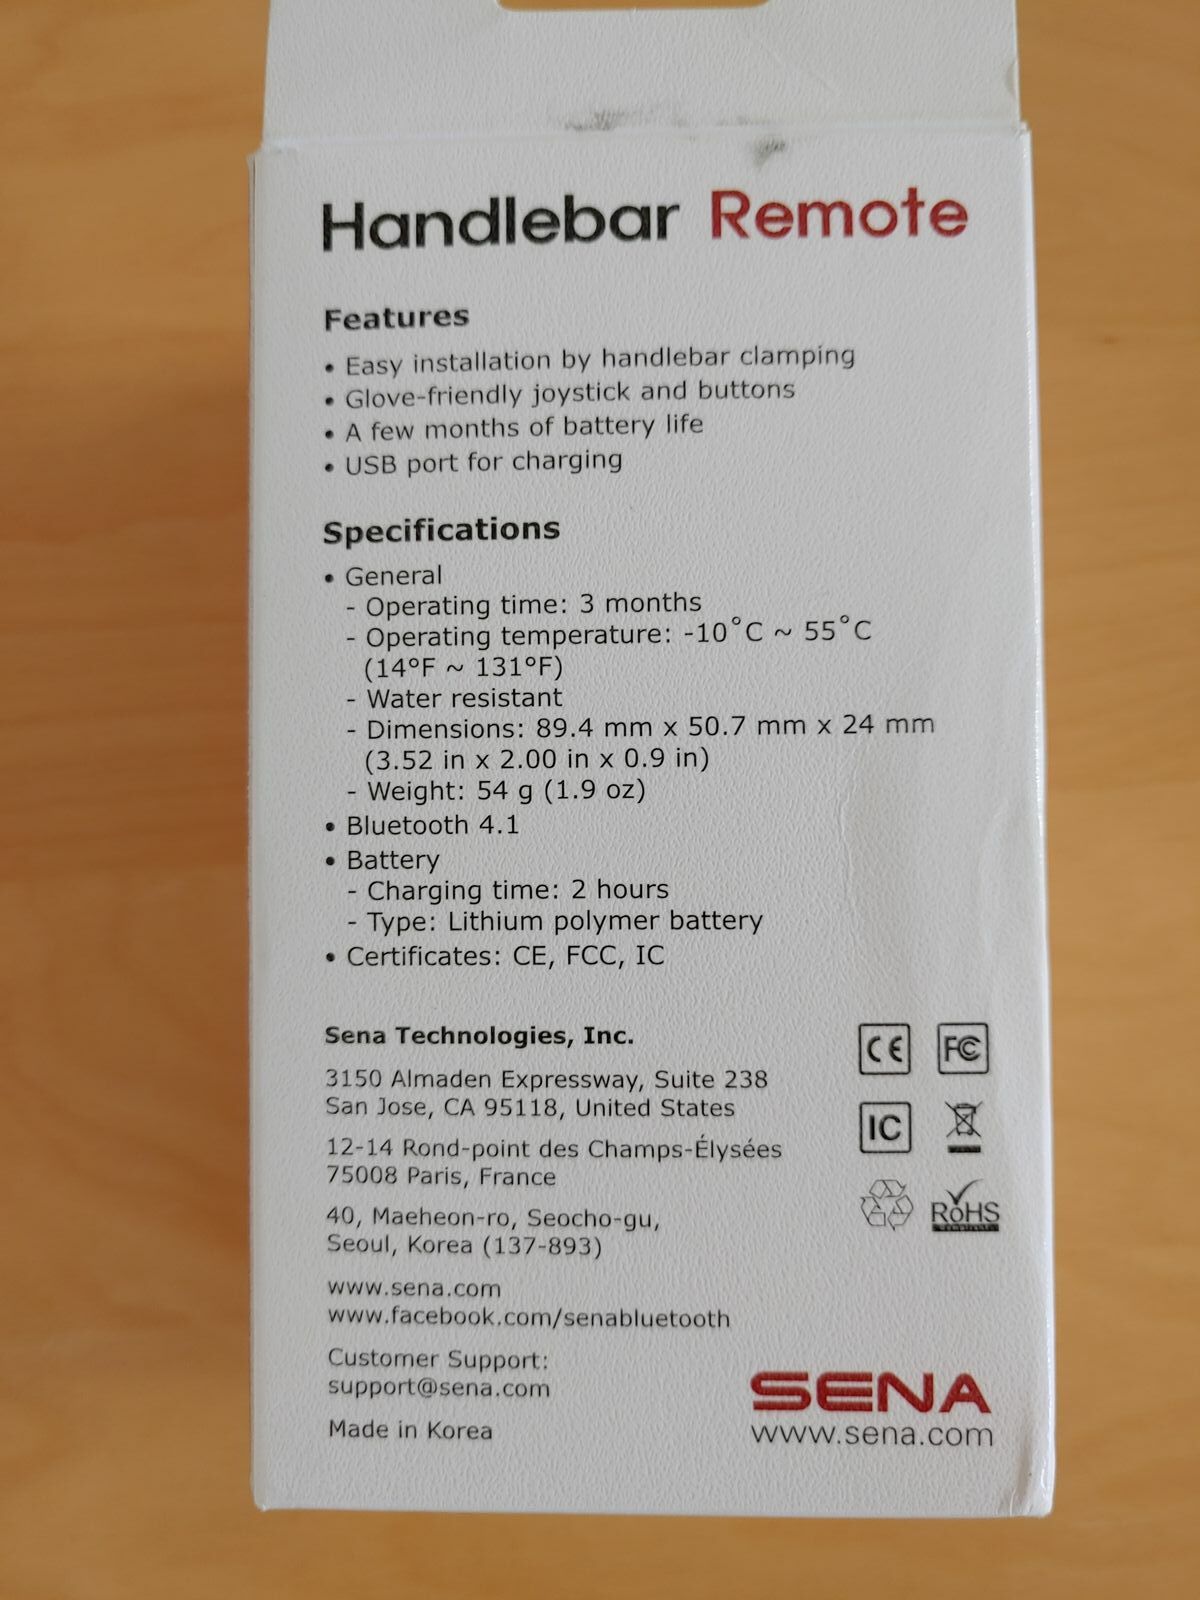 Handlebar Remote
Features
• Easy installation by handlebar clamping
• Glove-friendly joystick and buttons
• A few months of battery life
• USB port for charging
Specifications
• General
- Operating time: 3 months
- Operating temperature: -10˚C ~ 55˚C
(14ºF ~ 131ºF)
- Water resistant
- Dimensions: 89.4 mm x 50.7 mm x 24 mm
(3.52 in x 2.00 in x 0.9 in)
- Weight: 54 g (1.9 oz)
• Bluetooth 4.1
• Battery
- Charging time: 2 hours
- Type: Lithium polymer battery
• Certificates: CE, FCC, IC
Sena Technologies, Inc.
3150 Almaden Expressway, Suite 238
San Jose, CA 95118, United States
12-14 Rond-point des Champs-Élysées
75008 Paris, France
40, Maeheon-ro, Seocho-gu,
Seoul, Korea (137-893)
www.sena.com
www.facebook.com/senabluetooth
Customer Support:
support@sena.com
Made in Korea
CE FC
IC
RoHS
SENA
www.sena.com